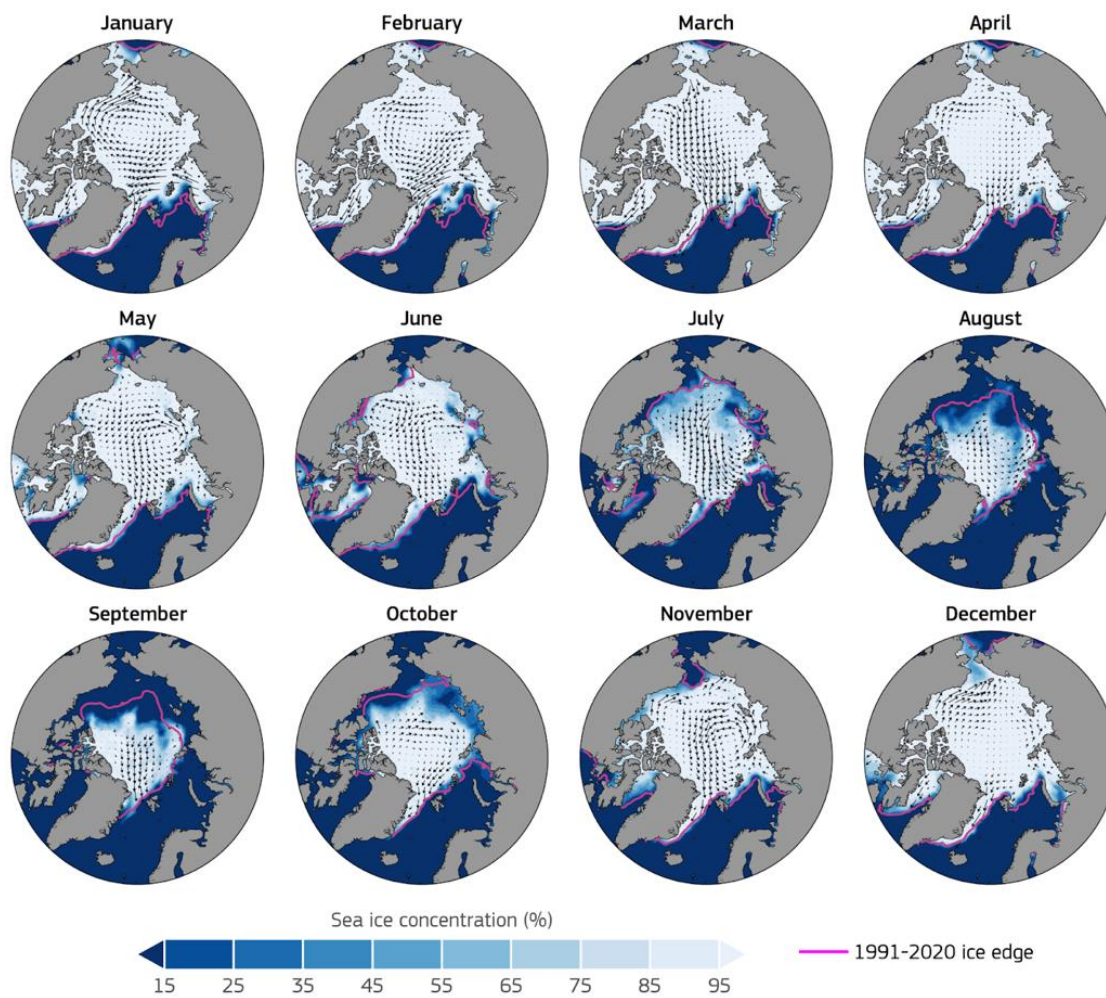 January February March April
May June July August
September October November December
Sea ice concentration (%)
15 25 35 45 55 65 75 85 95
1991-2020 ice edge